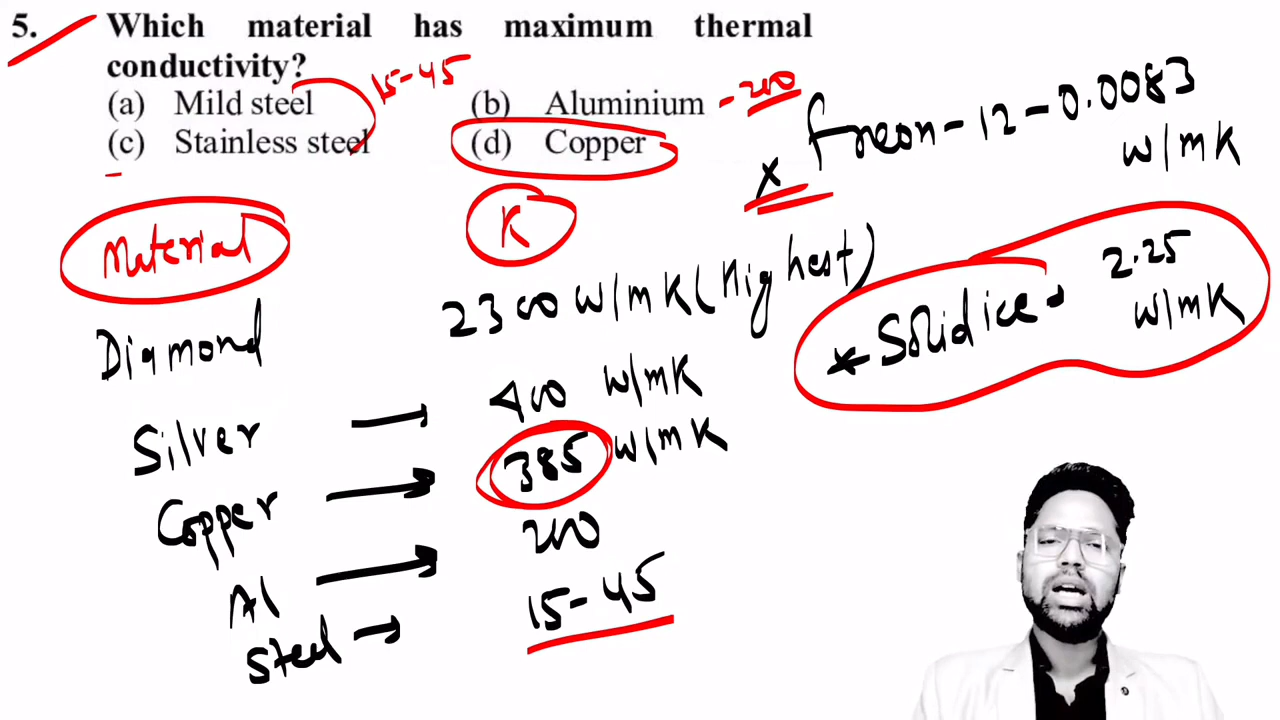 5. Which material has maximum thermal
conductivity?
15-45
(a) Mild steel
(b) Aluminium - 200
(c) Stainless steel
(d) Copper
x freon-12-0.0083
W/mK
Material
K
* Solid ice → 2.25
W/mK
Diamond 2300 W/mK (Highest)
Silver → 400 W/mK
Copper → 385 W/mK
Al → 200
Steel → 15-45